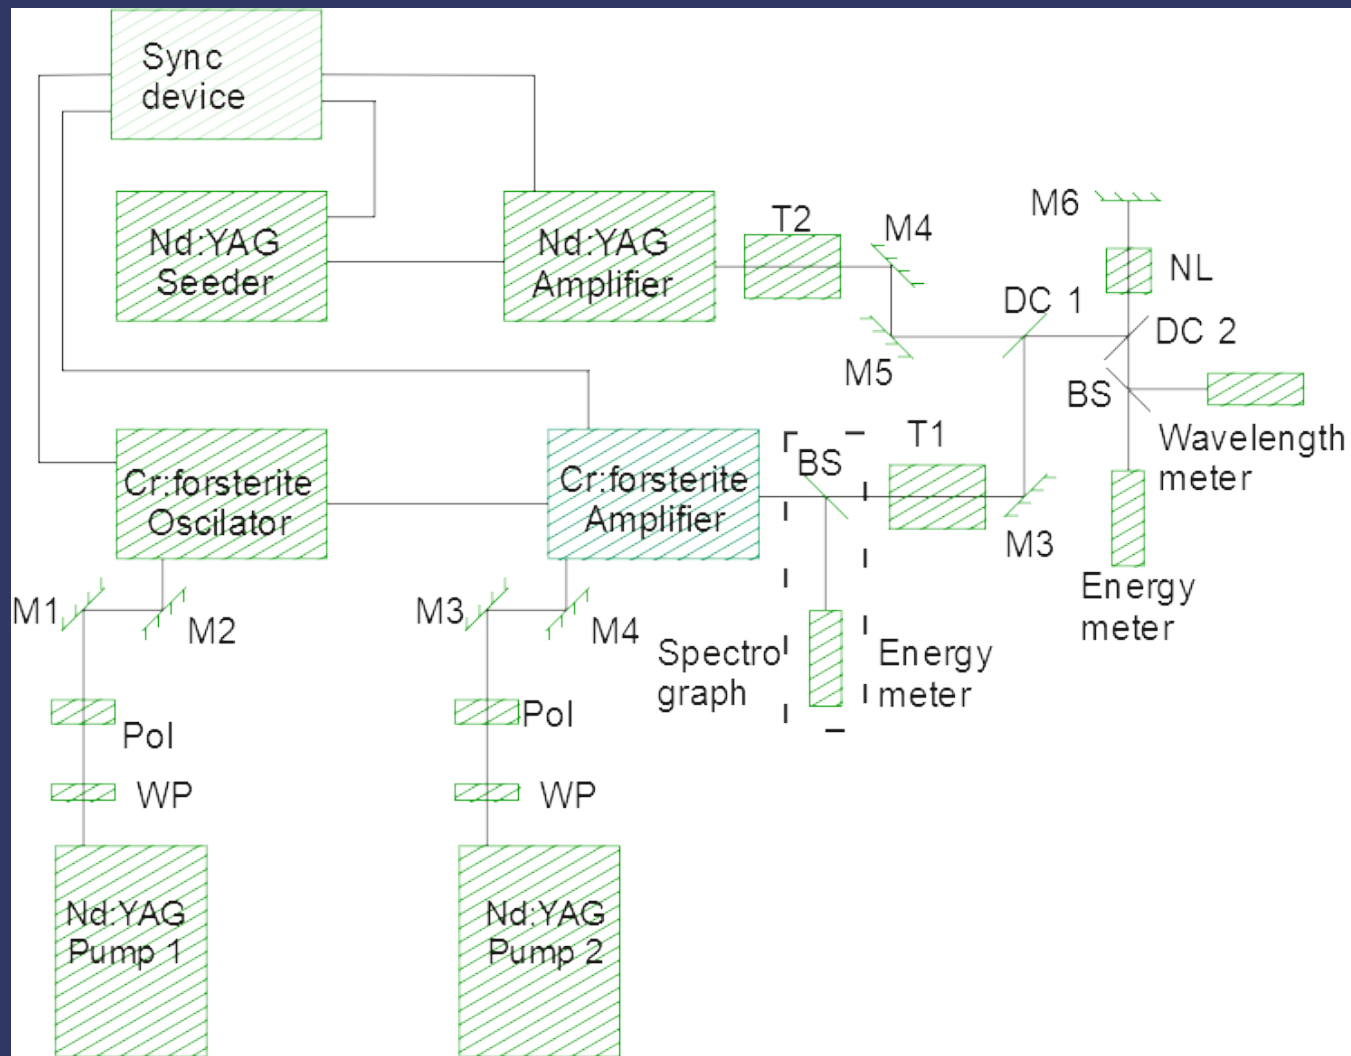 Sync
device
Nd:YAG
Seeder
Nd:YAG
Amplifier
T2
M4
M6
NL
DC 1
DC 2
M5
BS
Wavelength
meter
Energy
meter
Cr:forsterite
Oscilator
Cr:forsterite
Amplifier
BS
T1
M3
M1
M2
M3
M4
Spectro
graph
Energy
meter
Pol
WP
Pol
WP
Nd:YAG
Pump 1
Nd:YAG
Pump 2